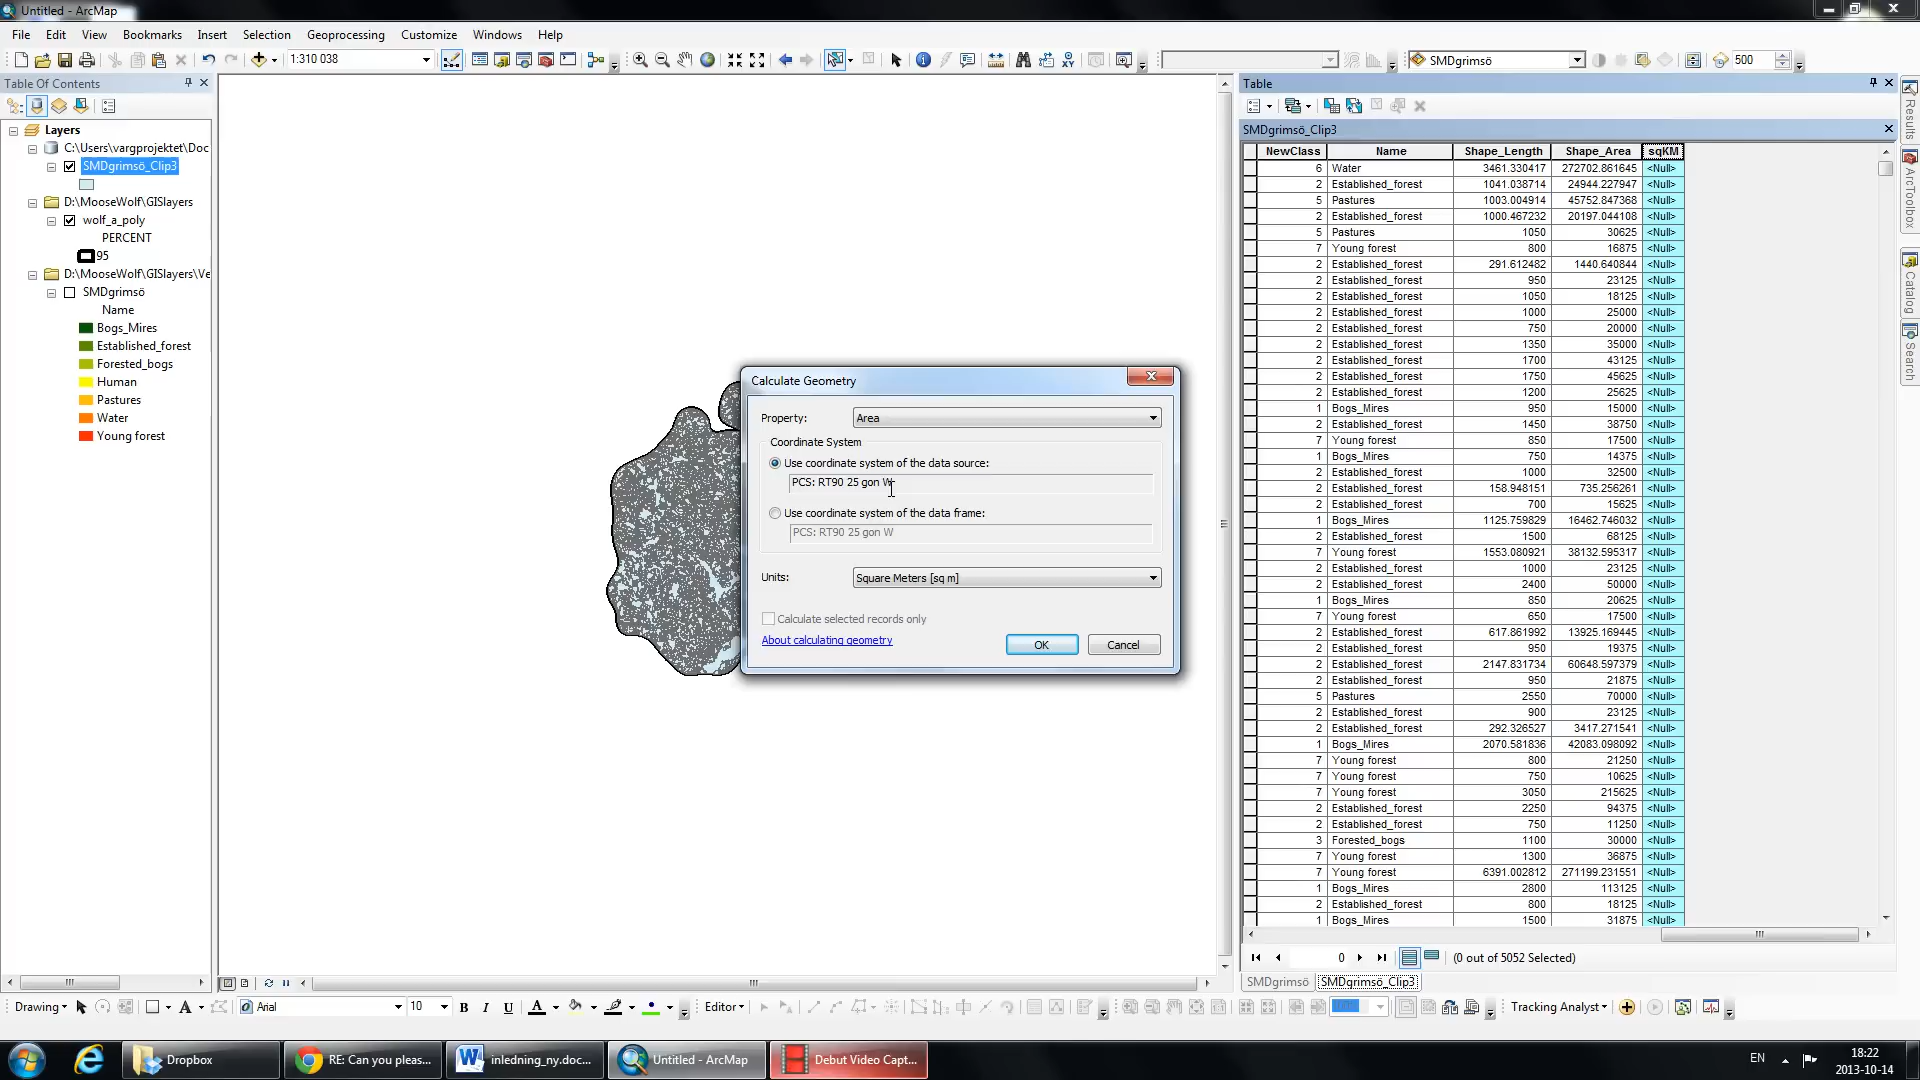 Untitled - ArcMap
File Edit View Bookmarks Insert Selection Geoprocessing Customize Windows Help
1:310 038
SMDgrimsö
500
Table Of Contents
Layers
C:\Users\vargprojektet\Doc
SMDgrimsö_Clip3
D:\MooseWolf\GISlayers
wolf_a_poly
PERCENT
95
D:\MooseWolf\GISlayers\Ve
SMDgrimsö
Name
Bogs_Mires
Established_forest
Forested_bogs
Human
Pastures
Water
Young forest
Calculate Geometry
Property: Area
Coordinate System
Use coordinate system of the data source:
PCS: RT90 25 gon W
Use coordinate system of the data frame:
PCS: RT90 25 gon W
Units: Square Meters [sq m]
Calculate selected records only
About calculating geometry
OK Cancel
Table
SMDgrimsö_Clip3
NewClass Name Shape_Length Shape_Area sqKM
6 Water 3461.330417 272702.861645 <Null>
2 Established_forest 1041.038714 24944.227947 <Null>
5 Pastures 1003.004914 45752.847368 <Null>
2 Established_forest 1000.467232 20197.044108 <Null>
5 Pastures 1050 30625 <Null>
7 Young forest 800 16875 <Null>
2 Established_forest 291.612482 1440.640844 <Null>
2 Established_forest 950 23125 <Null>
2 Established_forest 1050 18125 <Null>
2 Established_forest 1000 25000 <Null>
2 Established_forest 750 20000 <Null>
2 Established_forest 1350 35000 <Null>
2 Established_forest 1700 43125 <Null>
2 Established_forest 1750 45625 <Null>
2 Established_forest 1200 25625 <Null>
1 Bogs_Mires 950 15000 <Null>
2 Established_forest 1450 38750 <Null>
7 Young forest 850 17500 <Null>
1 Bogs_Mires 750 14375 <Null>
2 Established_forest 1000 32500 <Null>
2 Established_forest 158.948151 735.256261 <Null>
2 Established_forest 700 15625 <Null>
1 Bogs_Mires 1125.759829 16462.746032 <Null>
2 Established_forest 1500 68125 <Null>
7 Young forest 1553.080921 38132.595317 <Null>
2 Established_forest 1000 23125 <Null>
2 Established_forest 2400 50000 <Null>
1 Bogs_Mires 850 20625 <Null>
7 Young forest 650 17500 <Null>
2 Established_forest 617.861992 13925.169445 <Null>
2 Established_forest 950 19375 <Null>
2 Established_forest 2147.831734 60648.597379 <Null>
2 Established_forest 950 21875 <Null>
5 Pastures 2550 70000 <Null>
2 Established_forest 900 23125 <Null>
2 Established_forest 292.326527 3417.271541 <Null>
1 Bogs_Mires 2070.581836 42083.098092 <Null>
7 Young forest 800 21250 <Null>
7 Young forest 750 10625 <Null>
7 Young forest 3050 215625 <Null>
2 Established_forest 2250 94375 <Null>
2 Established_forest 750 11250 <Null>
3 Forested_bogs 1100 30000 <Null>
7 Young forest 1300 36875 <Null>
7 Young forest 6391.002812 271199.231551 <Null>
1 Bogs_Mires 2800 113125 <Null>
2 Established_forest 800 18125 <Null>
1 Bogs_Mires 1500 31875 <Null>
0 (0 out of 5052 Selected)
SMDgrimsö SMDgrimsö_Clip3
Results
ArcToolbox
Catalog
Search
Drawing Arial 10 B I U A Editor Tracking Analyst
Dropbox RE: Can you pleas... inledning_ny.doc... Untitled - ArcMap Debut Video Capt...
EN 18:22
2013-10-14